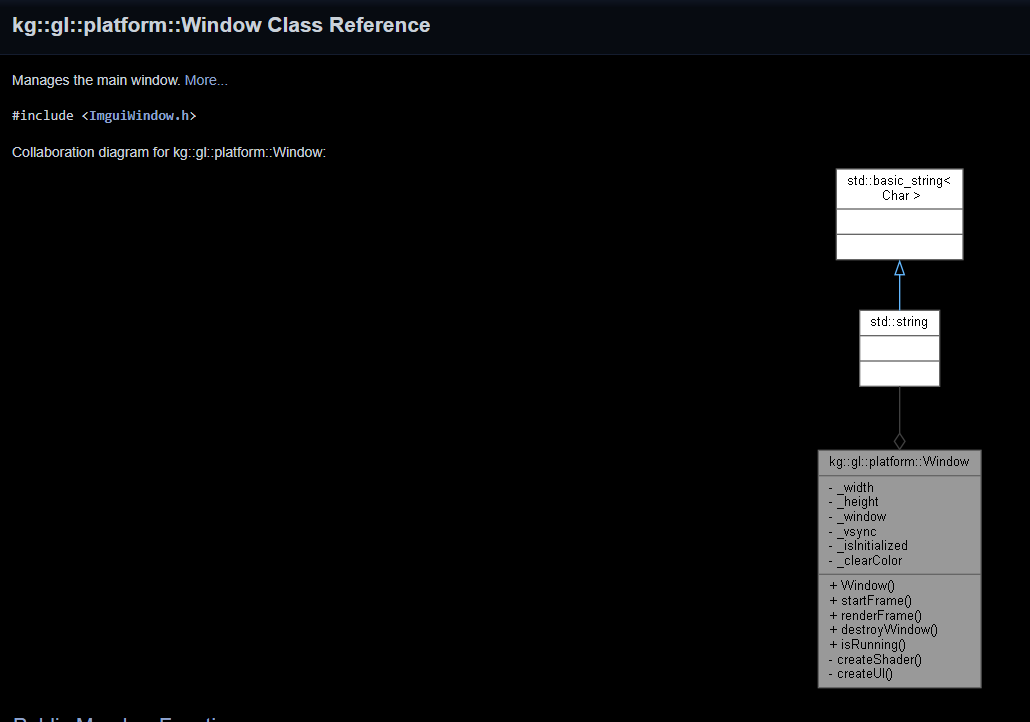 kg::gl::platform::Window Class Reference
Manages the main window. More...
#include <ImguiWindow.h>
Collaboration diagram for kg::gl::platform::Window:
std::basic_string<
Char >
std::string
kg::gl::platform::Window
- _width
- _height
- _window
- _vsync
- _isInitialized
- _clearColor
+ Window()
+ startFrame()
+ renderFrame()
+ destroyWindow()
+ isRunning()
- createShader()
- createUI()